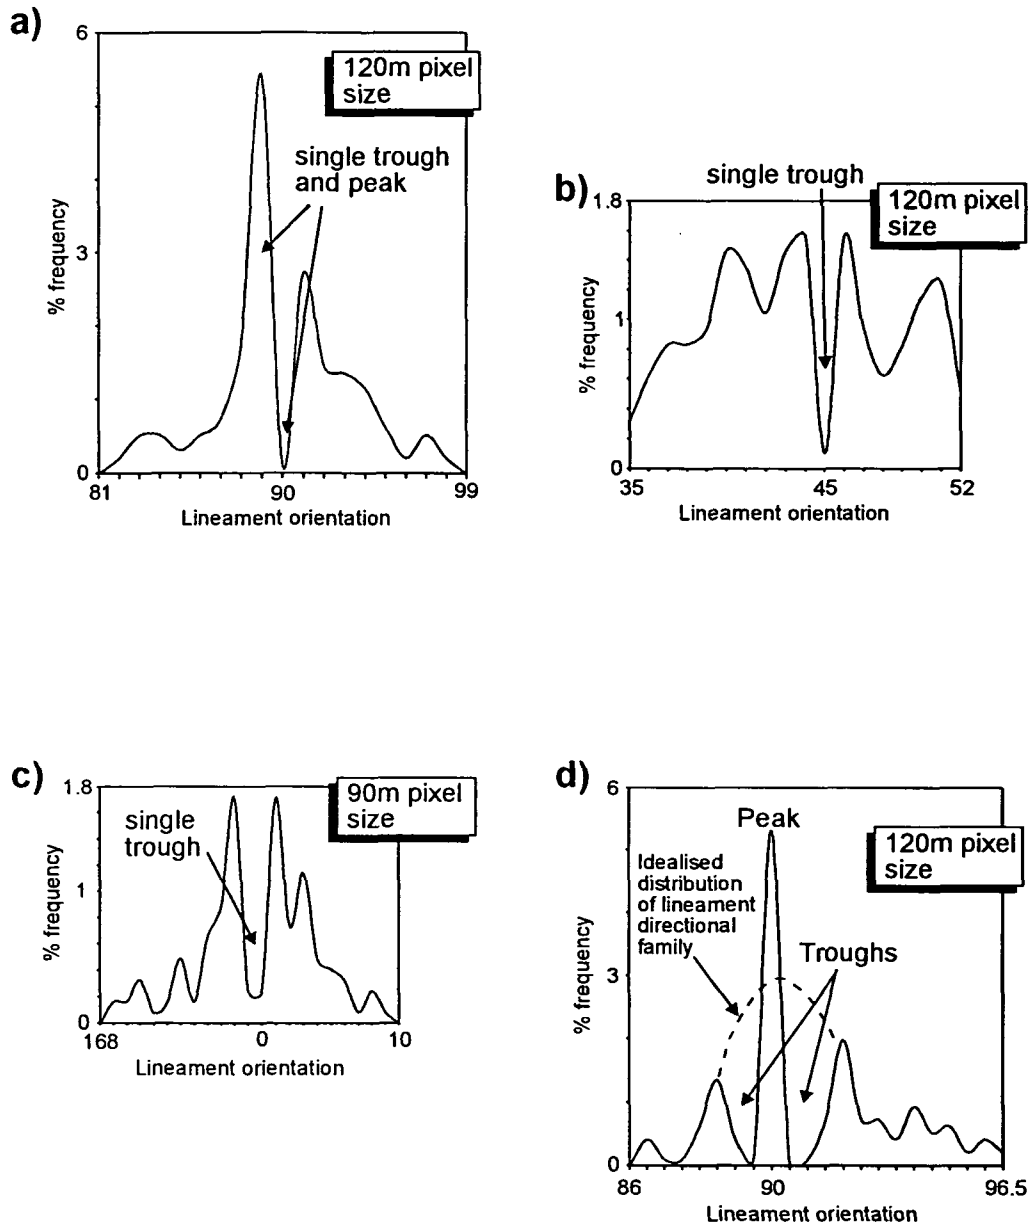 a)
6
120m pixel
size
single trough
and peak
% frequency
3
0
81
90
99
Lineament orientation
b)
single trough
1.8
120m pixel
size
% frequency
1
0
35
45
52
Lineament orientation
c)
1.8
90m pixel
size
single
trough
% frequency
1
0
168
0
10
Lineament orientation
d)
6
Peak
120m pixel
size
Idealised
distribution
of lineament
directional
family
Troughs
% frequency
3
0
86
90
96.5
Lineament orientation